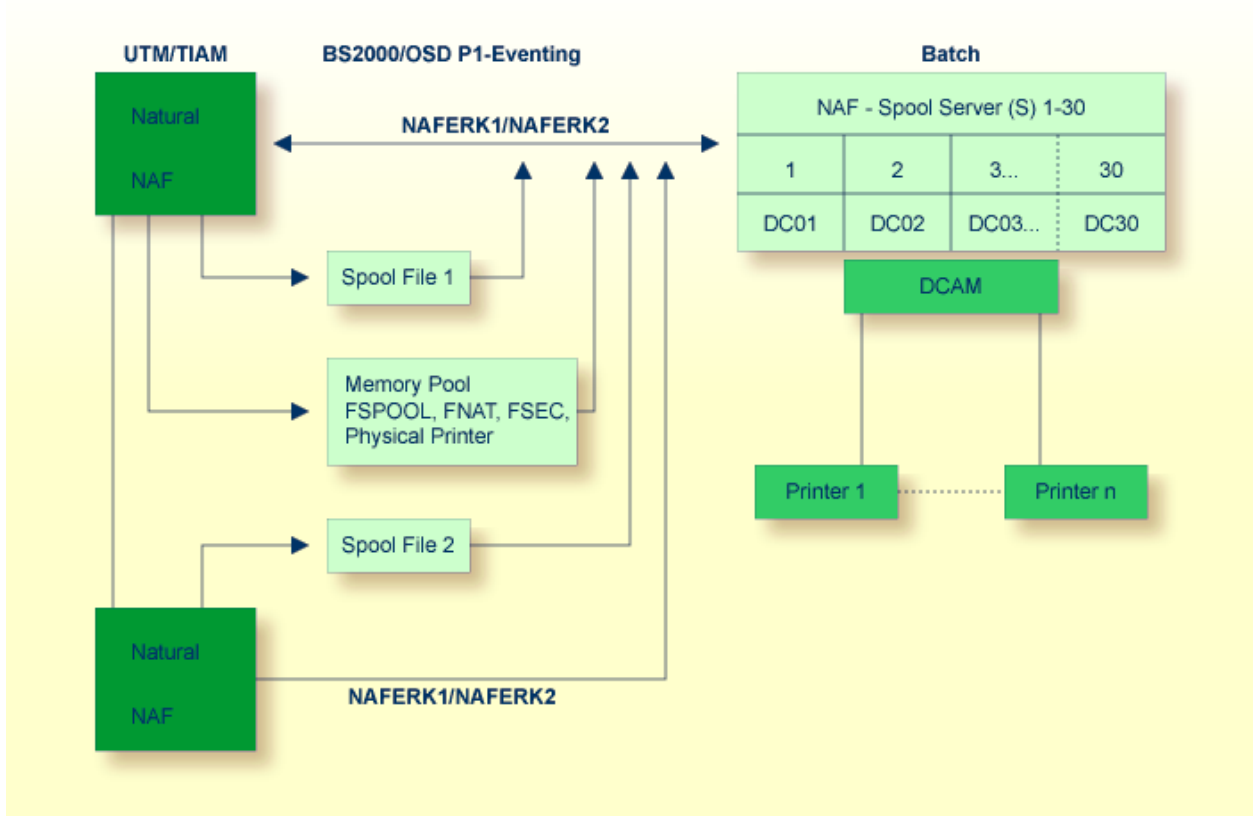 UTM/TIAM
BS2000/OSD P1-Eventing
Batch
Natural
NAF
NAFERK1/NAFERK2
NAF - Spool Server (S) 1-30
1 2 3... 30
DC01 DC02 DC03... DC30
DCAM
Spool File 1
Memory Pool
FSPOOL, FNAT, FSEC,
Physical Printer
Printer 1
Printer n
Spool File 2
Natural
NAF
NAFERK1/NAFERK2